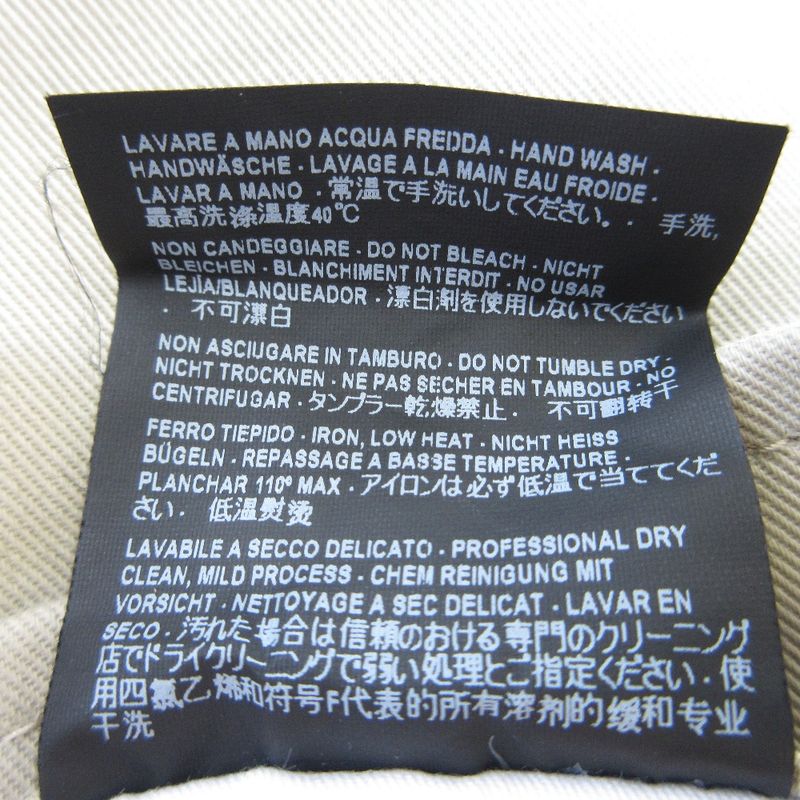 LAVARE A MANO ACQUA FREDDA - HAND WASH -
HANDWÄSCHE - LAVAGE A LA MAIN EAU FROIDE -
LAVAR A MANO - 常温で手洗いしてください。 - 手洗,
最高洗涤温度40℃
NON CANDEGGIARE - DO NOT BLEACH - NICHT
BLEICHEN - BLANCHIMENT INTERDIT - NO USAR
LEJÍA/BLANQUEADOR - 漂白剤を使用しないでください
- 不可漂白
NON ASCIUGARE IN TAMBURO - DO NOT TUMBLE DRY -
NICHT TROCKNEN - NE PAS SECHER EN TAMBOUR - NO
CENTRIFUGAR - タンブラー乾燥禁止 - 不可翻转干
FERRO TIEPIDO - IRON, LOW HEAT - NICHT HEISS
BÜGELN - REPASSAGE A BASSE TEMPERATURE -
PLANCHAR 110° MAX - アイロンは必ず低温で当ててくだ
さい - 低温熨烫
LAVABILE A SECCO DELICATO - PROFESSIONAL DRY
CLEAN, MILD PROCESS - CHEM REINIGUNG MIT
VORSICHT - NETTOYAGE A SEC DELICAT - LAVAR EN
SECO - 汚れた場合は信頼のおける専門のクリーニング
店でドライクリーニングで弱い処理とご指定ください - 使
用四氯乙烯和符号F代表的所有溶剂的缓和专业
干洗